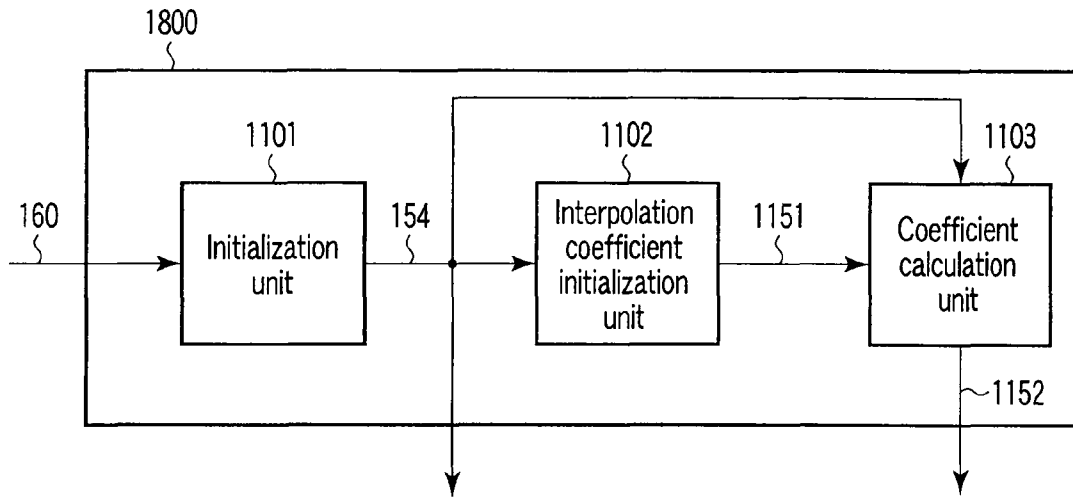 1800
1101
1102
1103
160
Initialization
unit
154
Interpolation
coefficient
initialization
unit
1151
Coefficient
calculation
unit
1152